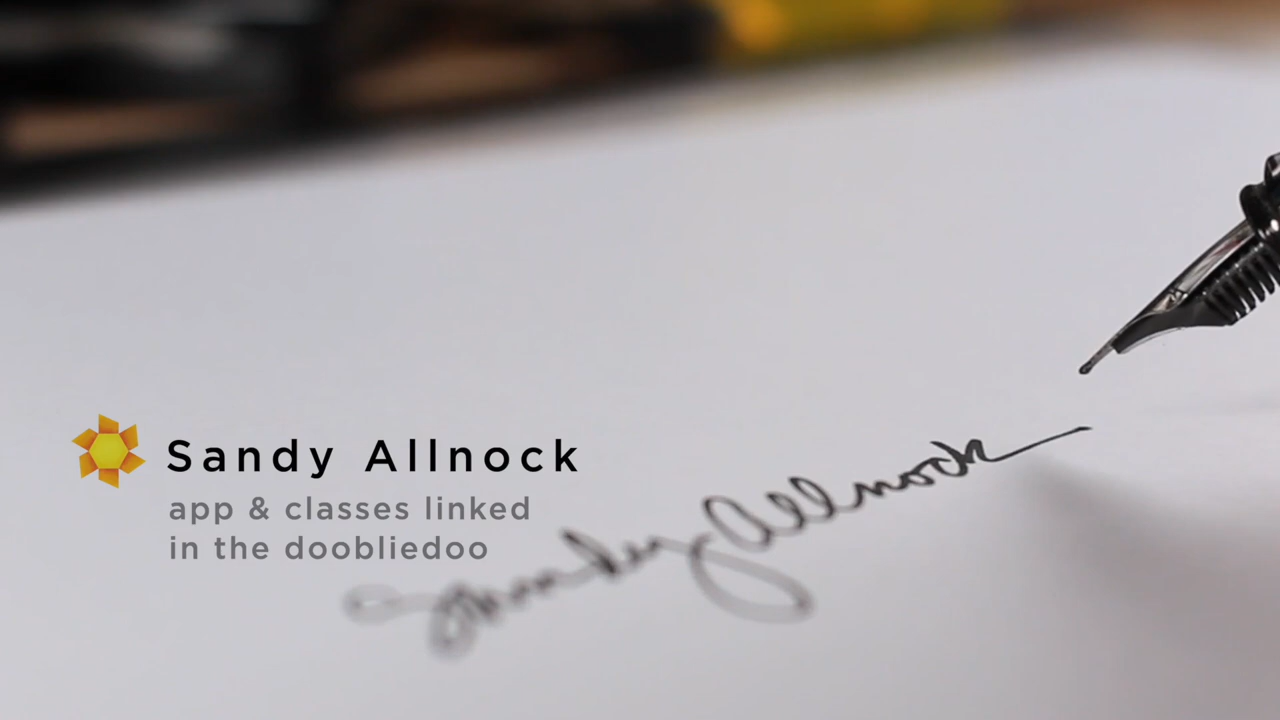 Sandy Allnock
app & classes linked
in the doobliedoo
Sandy Allnock